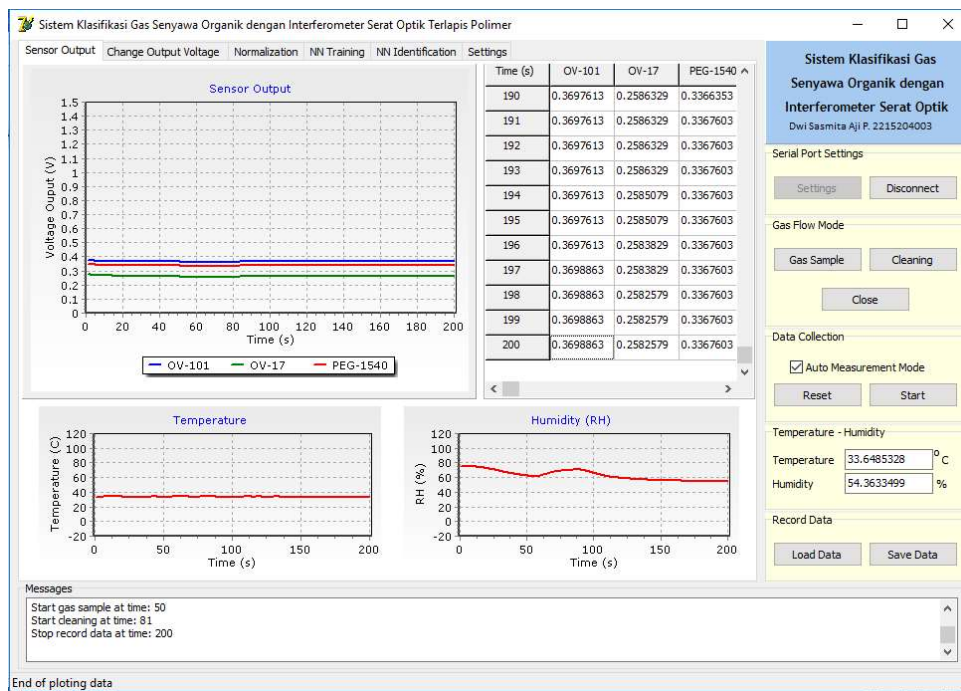 Sistem Klasifikasi Gas Senyawa Organik dengan Interferometer Serat Optik Terlapis Polimer
Sensor Output Change Output Voltage Normalization NN Training NN Identification Settings
Sensor Output
Voltage Ouput (V)
1.5
1.4
1.3
1.2
1.1
1
0.9
0.8
0.7
0.6
0.5
0.4
0.3
0.2
0.1
0
0 20 40 60 80 100 120 140 160 180 200
Time (s)
OV-101 OV-17 PEG-1540
Time (s) OV-101 OV-17 PEG-1540
190 0.3697613 0.2586329 0.3366353
191 0.3697613 0.2586329 0.3367603
192 0.3697613 0.2586329 0.3367603
193 0.3697613 0.2586329 0.3367603
194 0.3697613 0.2585079 0.3367603
195 0.3697613 0.2585079 0.3367603
196 0.3697613 0.2583829 0.3367603
197 0.3698863 0.2583829 0.3367603
198 0.3698863 0.2582579 0.3367603
199 0.3698863 0.2582579 0.3367603
200 0.3698863 0.2582579 0.3367603
Temperature
Temperature (C)
120
100
80
60
40
20
0
-20
0 50 100 150 200
Time (s)
Humidity (RH)
RH (%)
120
100
80
60
40
20
0
-20
0 50 100 150 200
Time (s)
Sistem Klasifikasi Gas
Senyawa Organik dengan
Interferometer Serat Optik
Dwi Sasmita Aji P. 2215204003
Serial Port Settings
Settings Disconnect
Gas Flow Mode
Gas Sample Cleaning
Close
Data Collection
Auto Measurement Mode
Reset Start
Temperature - Humidity
Temperature 33.6485328 o C
Humidity 54.3633499 %
Record Data
Load Data Save Data
Messages
Start gas sample at time: 50
Start cleaning at time: 81
Stop record data at time: 200
End of ploting data